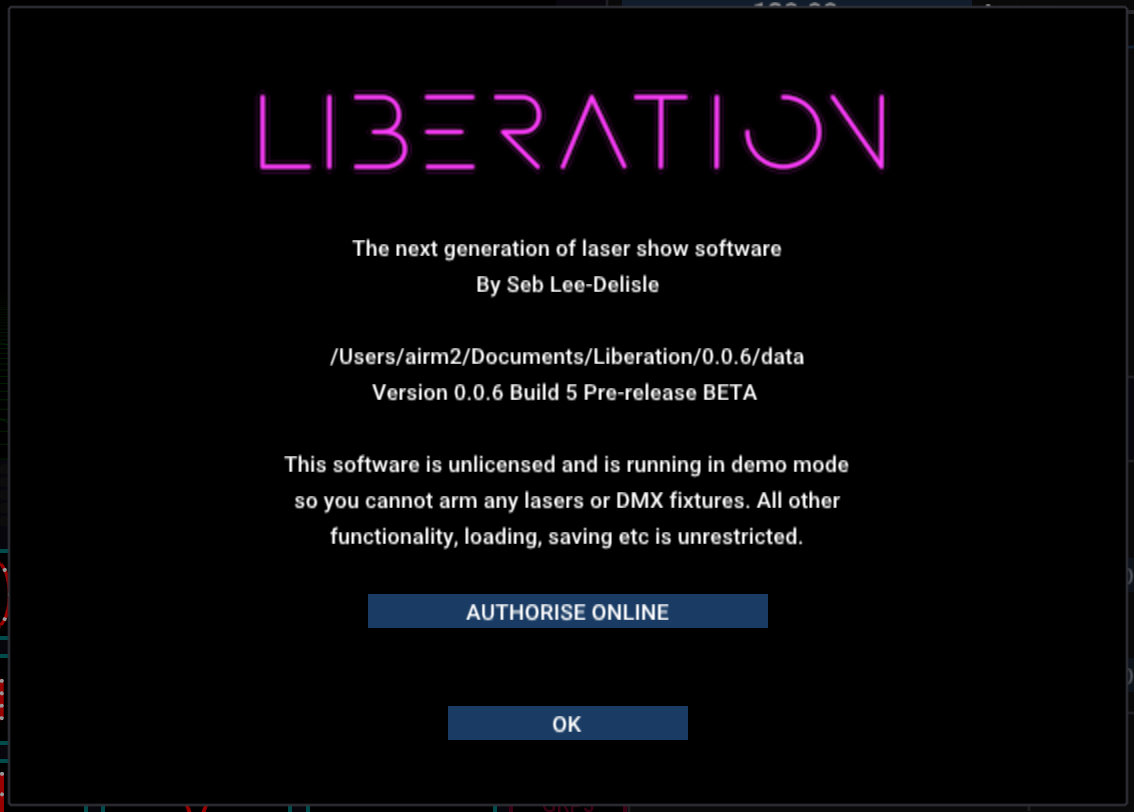 LIBERATION
The next generation of laser show software
By Seb Lee-Delisle
/Users/airm2/Documents/Liberation/0.0.6/data
Version 0.0.6 Build 5 Pre-release BETA
This software is unlicensed and is running in demo mode
so you cannot arm any lasers or DMX fixtures. All other
functionality, loading, saving etc is unrestricted.
AUTHORISE ONLINE
OK